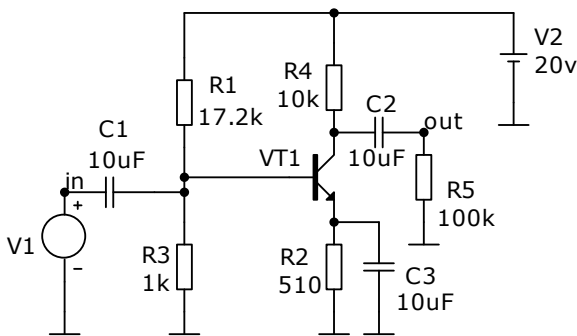 V2
20v
R4
10k
R1
17.2k
C2
10uF
out
C1
10uF
VT1
in
+
V1
−
R5
100k
R3
1k
R2
510
C3
10uF